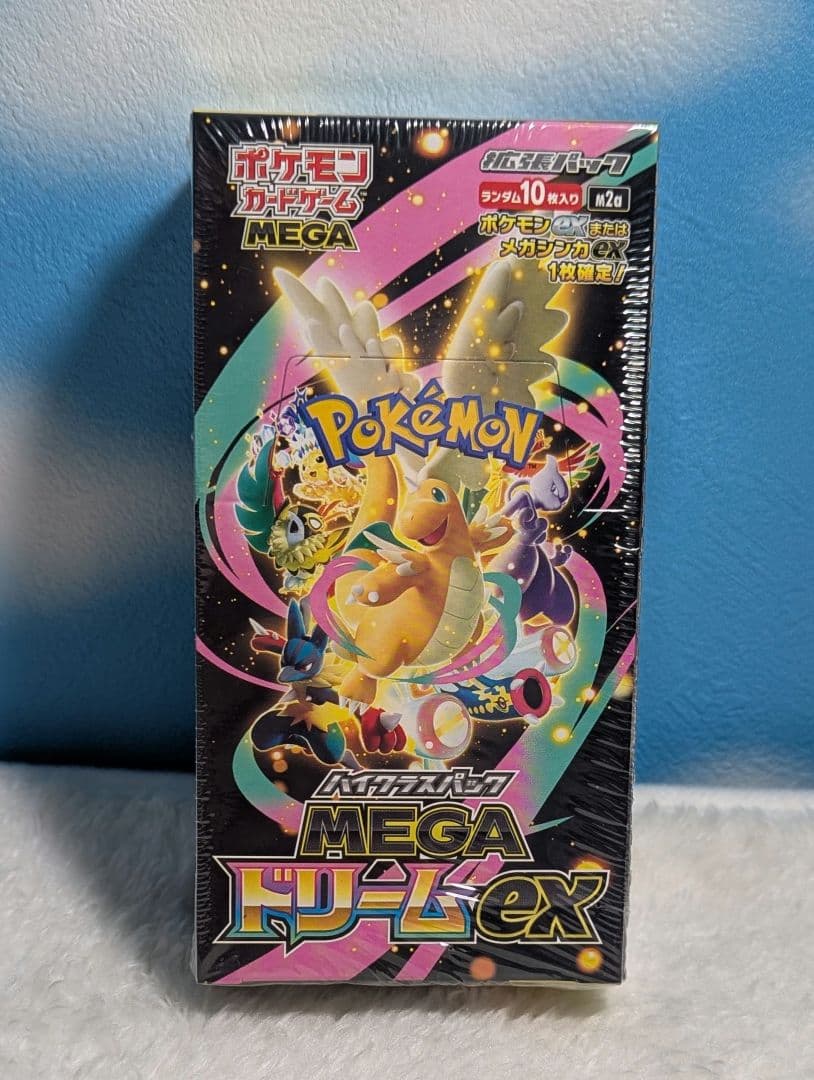 ポケモン
カードゲーム
MEGA
拡張パック
ランダム10枚入り
M2a
ポケモンexまたは
メガシンカex
1枚確定!
POKéMON
TM
ハイクラスパック
MEGA
ドリームex